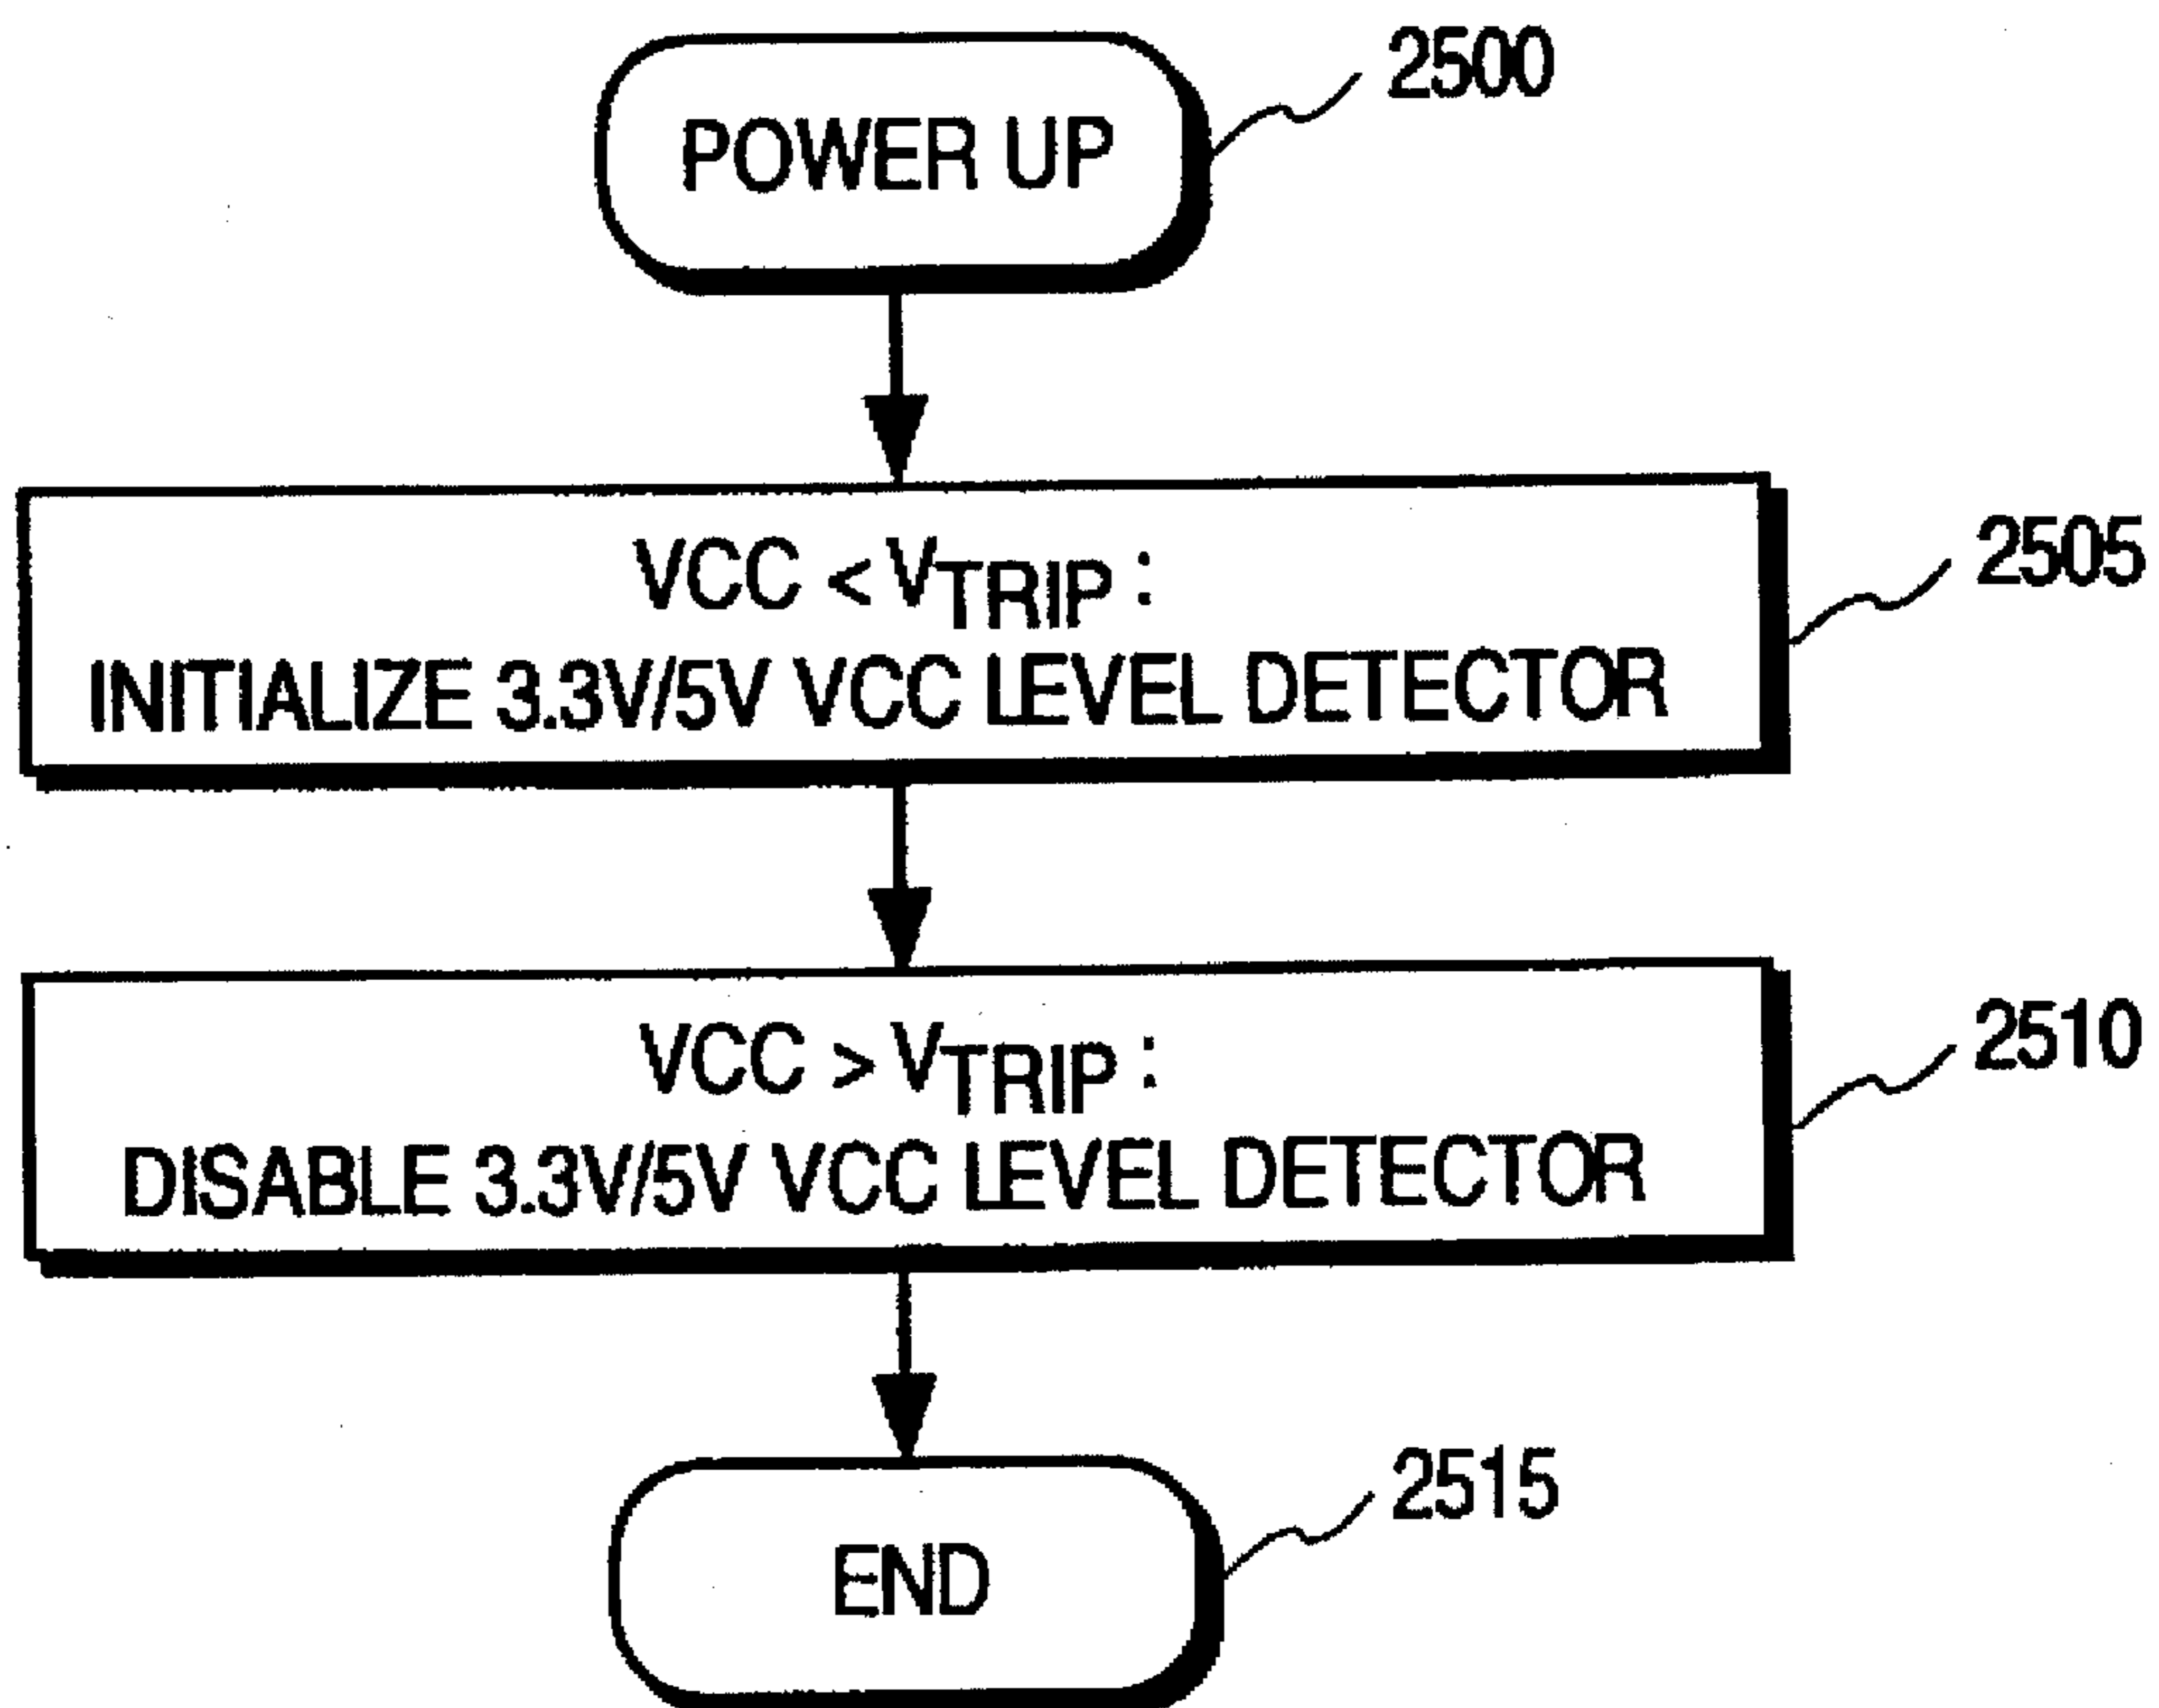 POWER UP
2500
VCC < VTRIP :
INITIALIZE 3.3V/5V VCC LEVEL DETECTOR
2505
VCC > VTRIP :
DISABLE 3.3V/5V VCC LEVEL DETECTOR
2510
END
2515